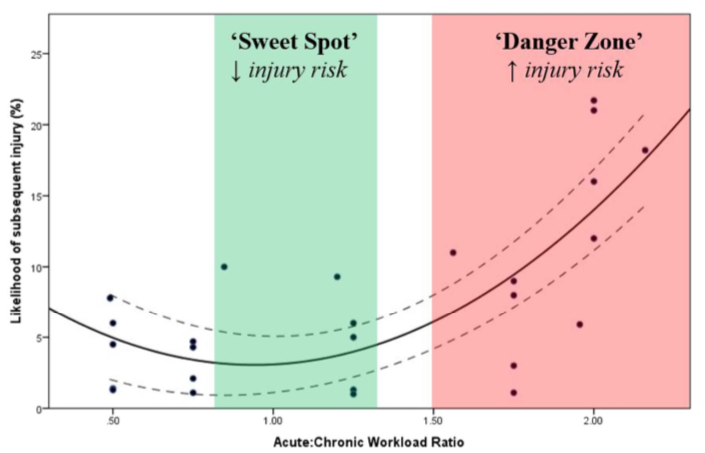 ‘Sweet Spot’
↓ injury risk
‘Danger Zone’
↑ injury risk
Likelihood of subsequent injury (%)
25
20
15
10
5
0
.50
1.00
1.50
2.00
Acute:Chronic Workload Ratio